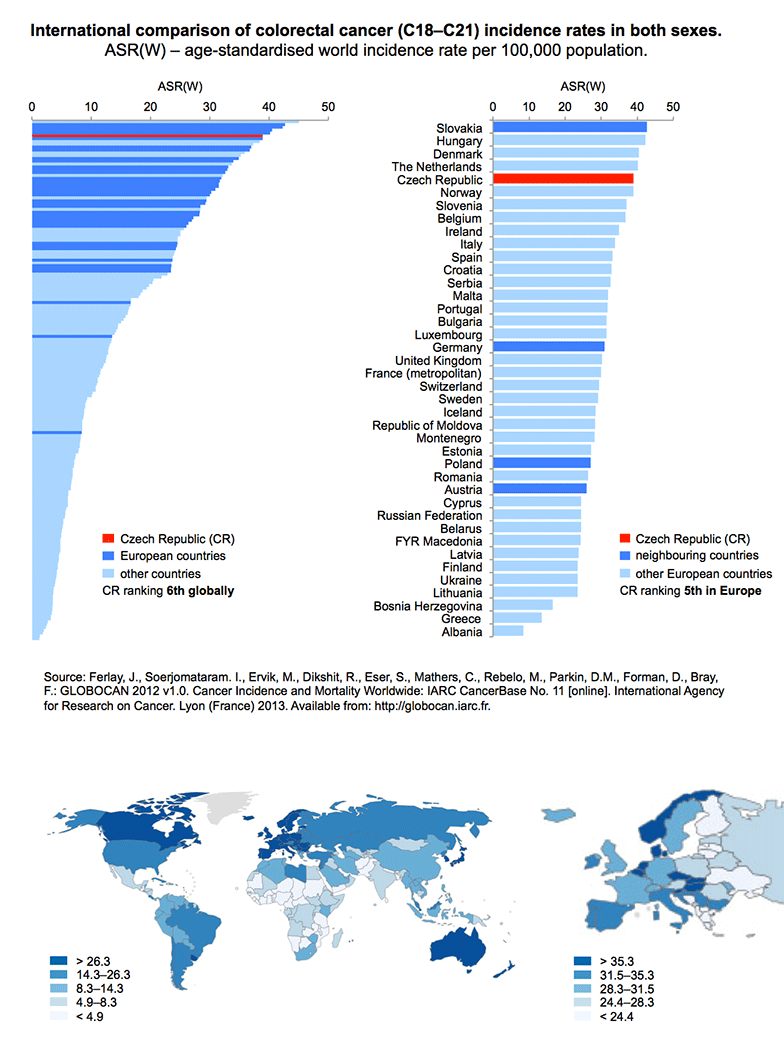 International comparison of colorectal cancer (C18–C21) incidence rates in both sexes.
ASR(W) – age-standardised world incidence rate per 100,000 population.
ASR(W)
0 10 20 30 40 50
Czech Republic (CR)
European countries
other countries
CR ranking 6th globally
ASR(W)
0 10 20 30 40 50
Slovakia
Hungary
Denmark
The Netherlands
Czech Republic
Norway
Slovenia
Belgium
Ireland
Italy
Spain
Croatia
Serbia
Malta
Portugal
Bulgaria
Luxembourg
Germany
United Kingdom
France (metropolitan)
Switzerland
Sweden
Iceland
Republic of Moldova
Montenegro
Estonia
Poland
Romania
Austria
Cyprus
Russian Federation
Belarus
FYR Macedonia
Latvia
Finland
Ukraine
Lithuania
Bosnia Herzegovina
Greece
Albania
Czech Republic (CR)
neighbouring countries
other European countries
CR ranking 5th in Europe
Source: Ferlay, J., Soerjomataram. I., Ervik, M., Dikshit, R., Eser, S., Mathers, C., Rebelo, M., Parkin, D.M., Forman, D., Bray,
F.: GLOBOCAN 2012 v1.0. Cancer Incidence and Mortality Worldwide: IARC CancerBase No. 11 [online]. International Agency
for Research on Cancer. Lyon (France) 2013. Available from: http://globocan.iarc.fr.
> 26.3
14.3–26.3
8.3–14.3
4.9–8.3
< 4.9
> 35.3
31.5–35.3
28.3–31.5
24.4–28.3
< 24.4